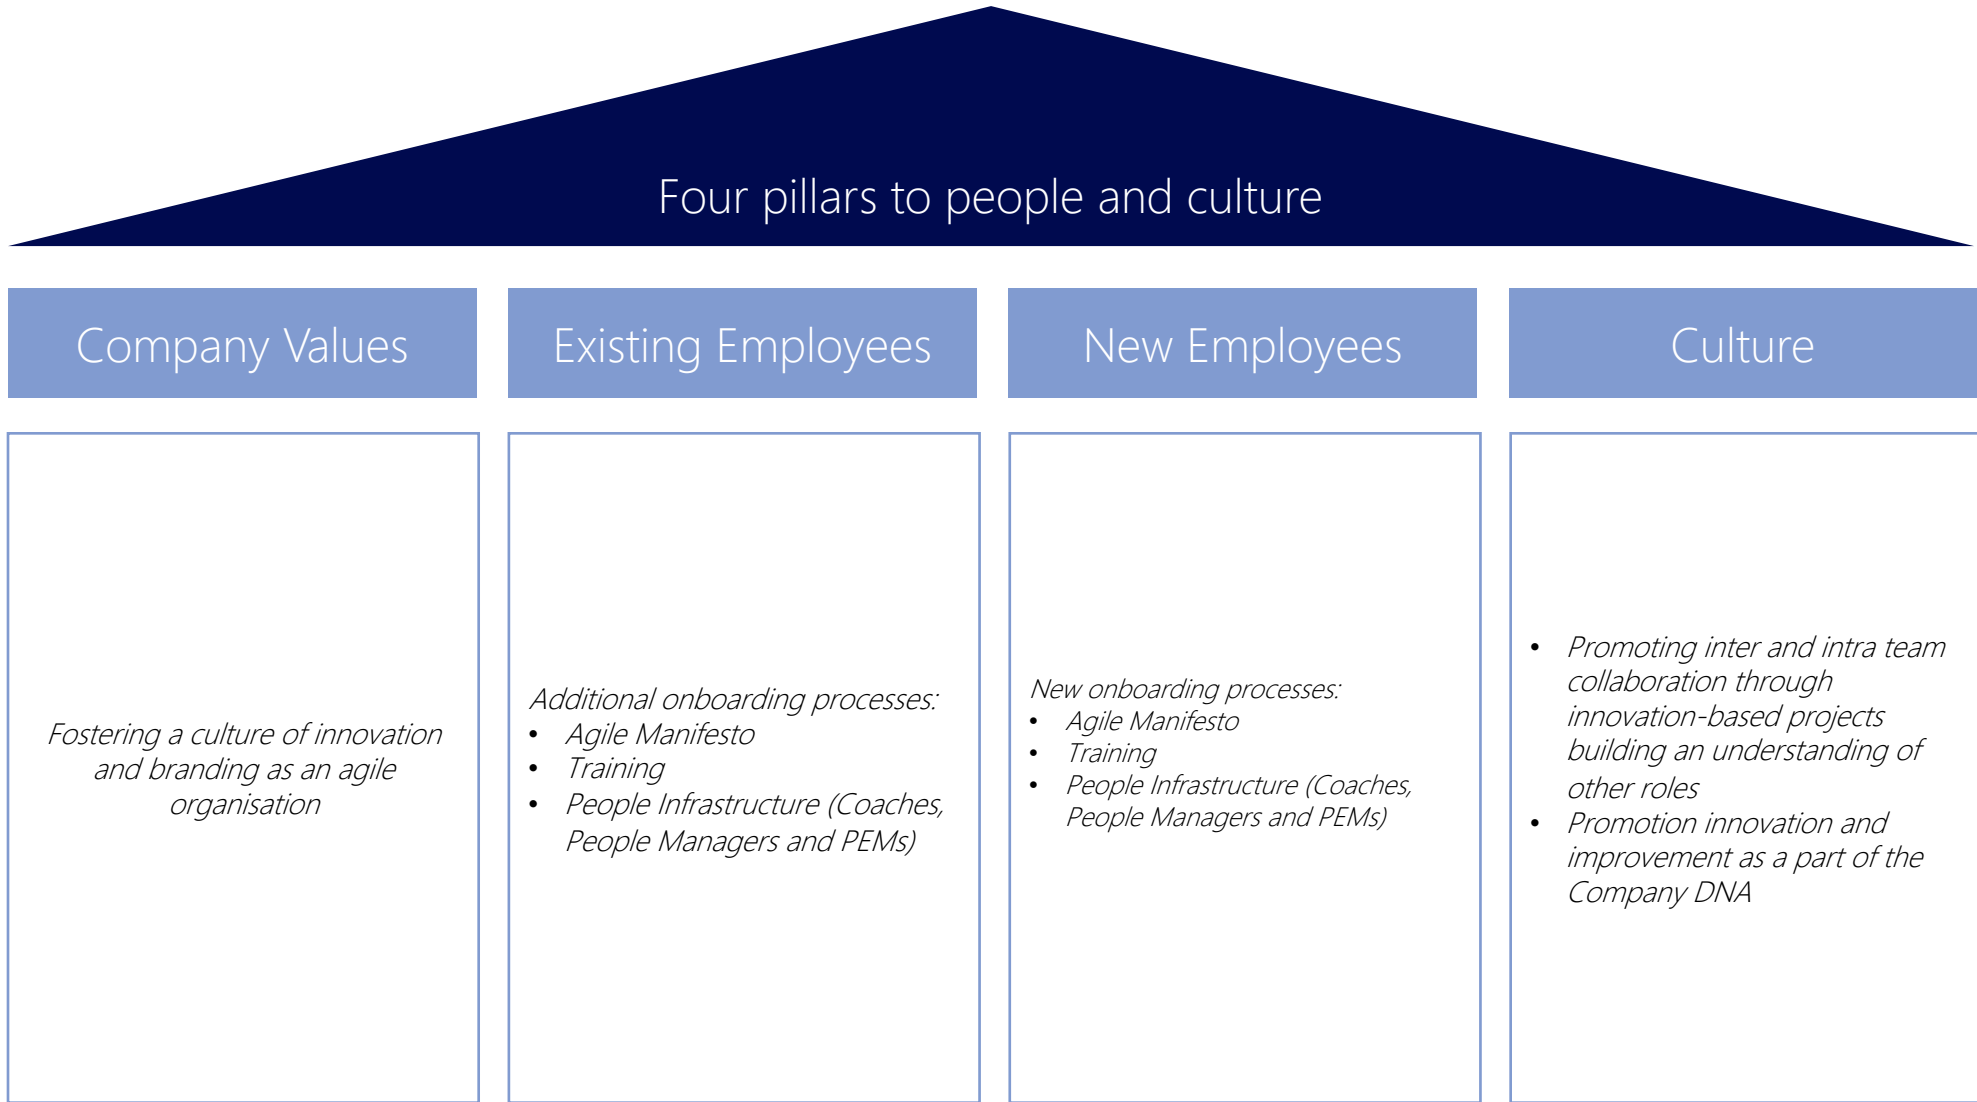 Four pillars to people and culture
Company Values
Existing Employees
New Employees
Culture
Fostering a culture of innovation
and branding as an agile
organisation
Additional onboarding processes:
• Agile Manifesto
• Training
• People Infrastructure (Coaches,
People Managers and PEMs)
New onboarding processes:
• Agile Manifesto
• Training
• People Infrastructure (Coaches,
People Managers and PEMs)
• Promoting inter and intra team
collaboration through
innovation-based projects
building an understanding of
other roles
• Promotion innovation and
improvement as a part of the
Company DNA